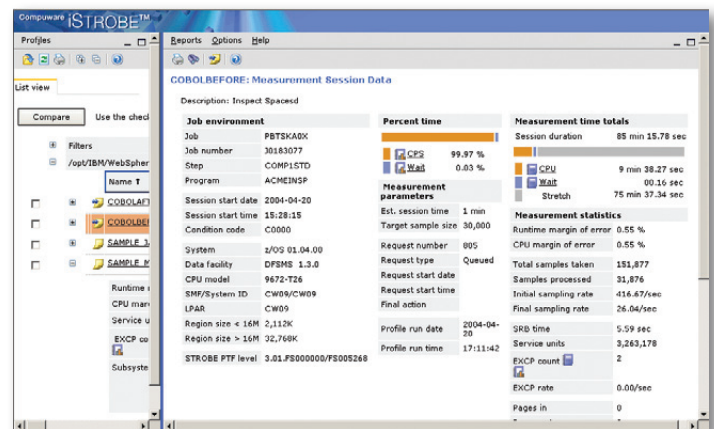 Compuware iSTROBE™
Profiles
List view
Compare Use the check
Filters
/opt/IBM/WebSpher
Name
COBOLAFT
COBOLBE
SAMPLE
SAMPLE M
Runtime
CPU mar
Service u
EXCP co
Subsyste
Reports Options Help
COBOLBEFORE: Measurement Session Data
Description: Inspect Spacesd
Job environment
Job PBTSKA0X
Job number J0183077
Step COMP1STD
Program ACMEINSP
Session start date 2004-04-20
Session start time 15:28:15
Condition code C0000
System z/OS 01.04.00
Data facility DFSMS 1.3.0
CPU model 9672-T26
SMF/System ID CW09/CW09
LPAR CW09
Region size < 16M 2,112K
Region size > 16M 32,768K
STROBE PTF level 3.01.FS000000/FS005268
Percent time
CPS 99.97 %
Wait 0.03 %
Measurement parameters
Est. session time 1 min
Target sample size 30,000
Request number 805
Request type Queued
Request start date
Request start time
Final action
Profile run date 2004-04-20
Profile run time 17:11:42
Measurement time totals
Session duration 85 min 15.78 sec
CPU 9 min 38.27 sec
Wait 00.16 sec
Stretch 75 min 37.34 sec
Measurement statistics
Runtime margin of error 0.55 %
CPU margin of error 0.55 %
Total samples taken 151,877
Samples processed 31,876
Initial sampling rate 416.67/sec
Final sampling rate 26.04/sec
SRB time 5.59 sec
Service units 3,263,178
EXCP count 2
EXCP rate 0.00/sec
Pages in 0